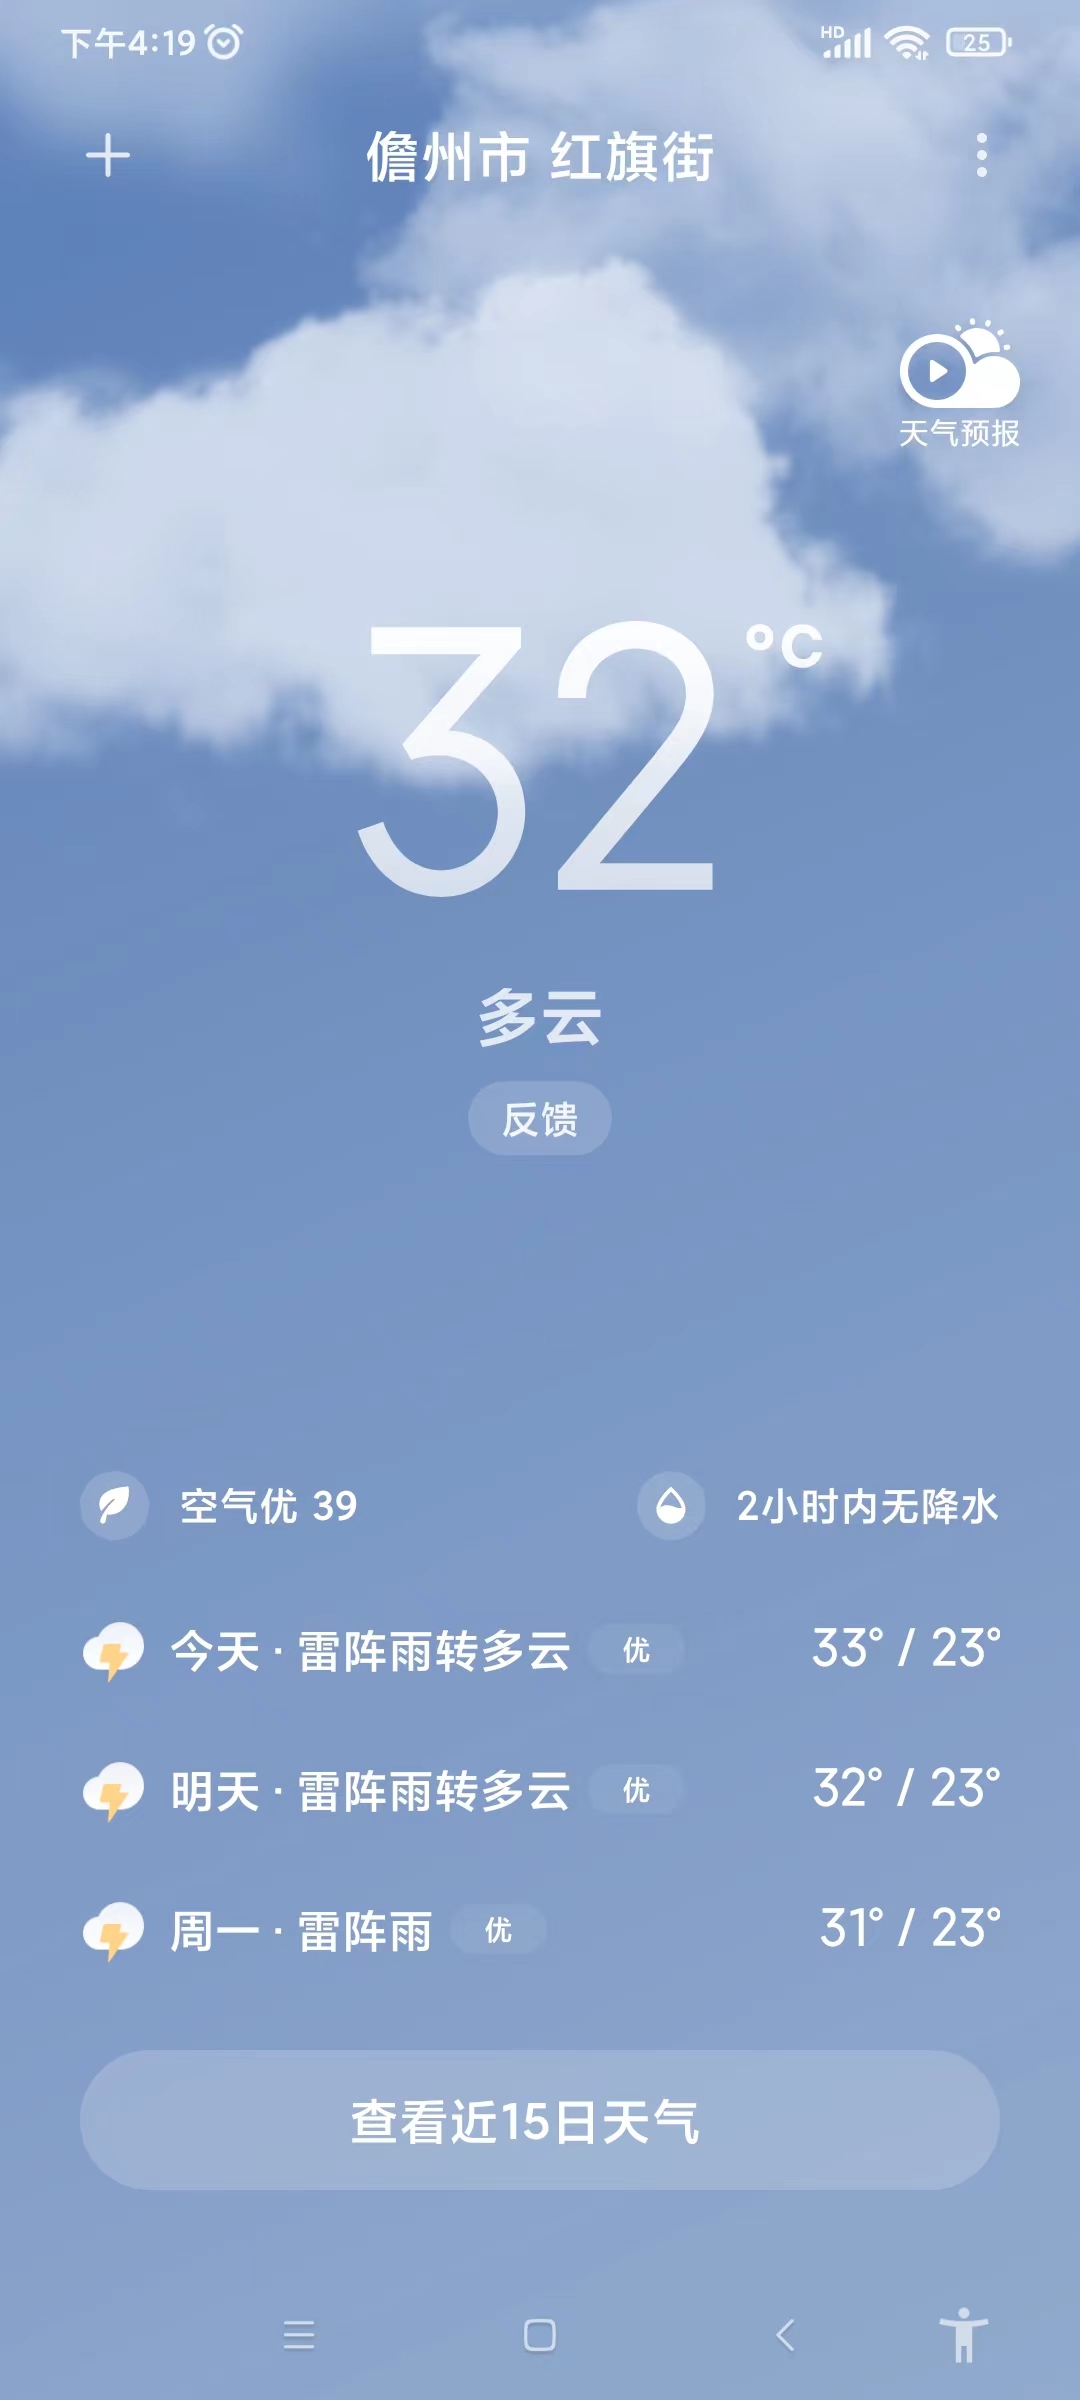 下午4:19 HD 25
儋州市 红旗街
天气预报
32°C
多云
反馈
空气优 39 2小时内无降水
今天 · 雷阵雨转多云 优 33° / 23°
明天 · 雷阵雨转多云 优 32° / 23°
周一 · 雷阵雨 优 31° / 23°
查看近15日天气